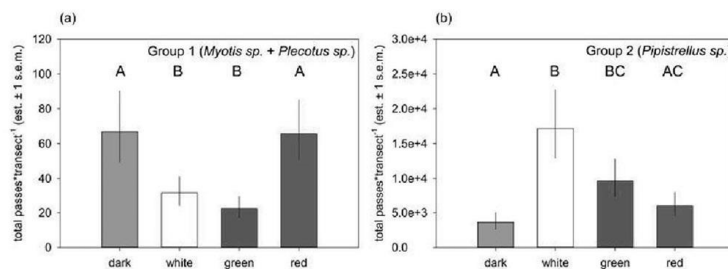 (a)
Group 1 (Myotis sp. + Plecotus sp.)
A B B A
total passes*transect⁻¹ (est. ± 1 s.e.m.)
120
100
80
60
40
20
0
dark white green red
(b)
Group 2 (Pipistrellus sp.)
A B BC AC
total passes*transect⁻¹ (est. ± 1 s.e.m.)
3.0e+4
2.5e+4
2.0e+4
1.5e+4
1.0e+4
5.0e+3
0.0
dark white green red